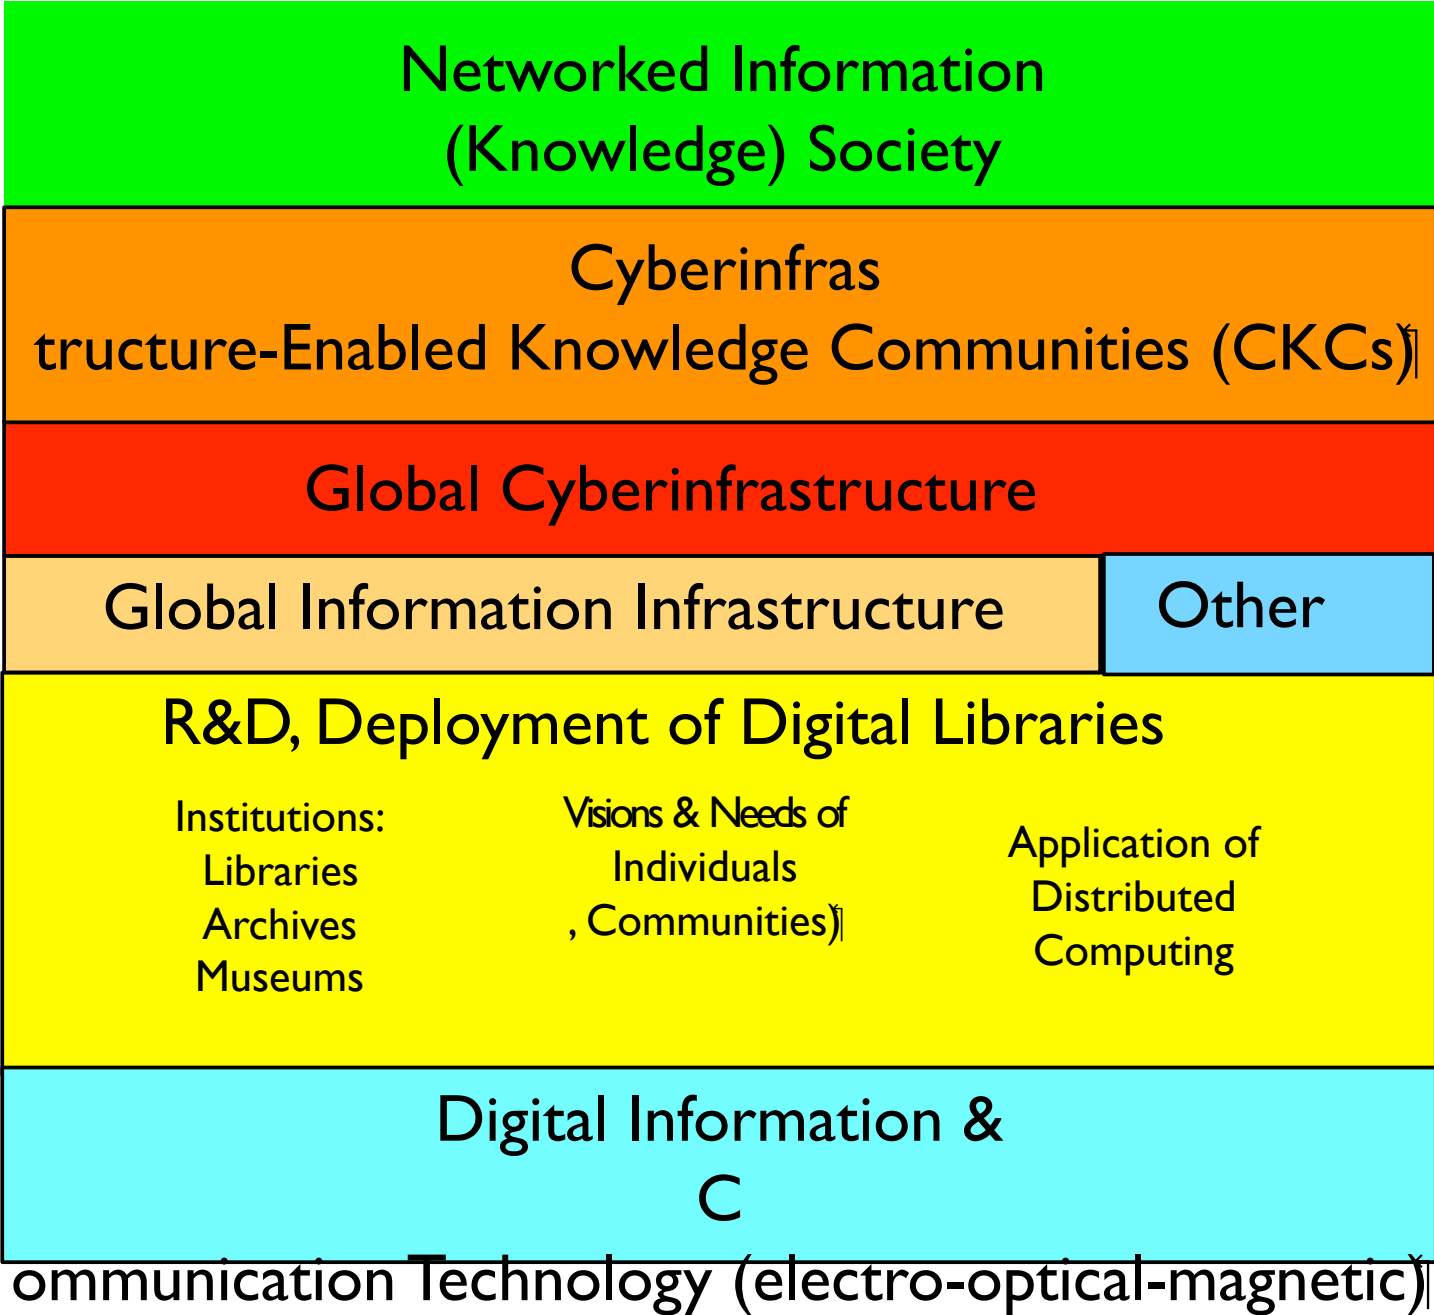 Networked Information
(Knowledge) Society
Cyberinfras
tructure-Enabled Knowledge Communities (CKCs)
Global Cyberinfrastructure
Global Information Infrastructure
Other
R&D, Deployment of Digital Libraries
Institutions:
Libraries
Archives
Museums
Visions & Needs of
Individuals
, Communities)
Application of
Distributed
Computing
Digital Information &
C
ommunication Technology (electro-optical-magnetic)